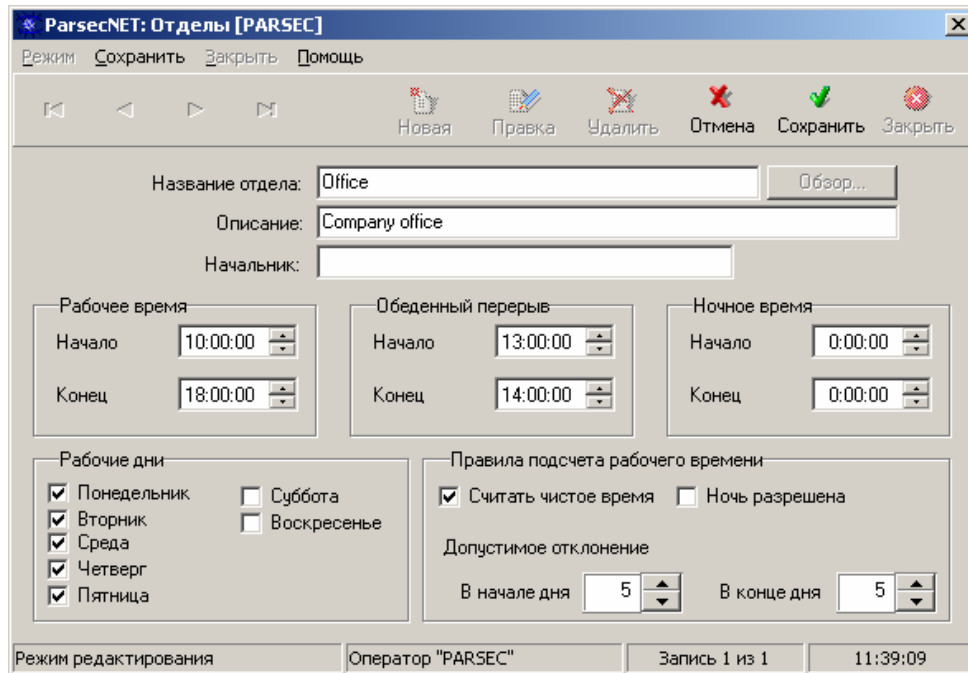 ParsecNET: Отделы [PARSEC]
Режим Сохранить Закрыть Помощь
Новая Правка Удалить Отмена Сохранить Закрыть
Название отдела: Office Обзор...
Описание: Company office
Начальник:
Рабочее время Обеденный перерыв Ночное время
Начало 10:00:00 Начало 13:00:00 Начало 0:00:00
Конец 18:00:00 Конец 14:00:00 Конец 0:00:00
Рабочие дни Правила подсчета рабочего времени
Понедельник Суббота Считать чистое время Ночь разрешена
Вторник Воскресенье
Среда
Допустимое отклонение
Четверг
Пятница В начале дня 5 В конце дня 5
Режим редактирования Оператор "PARSEC" Запись 1 из 1 11:39:09